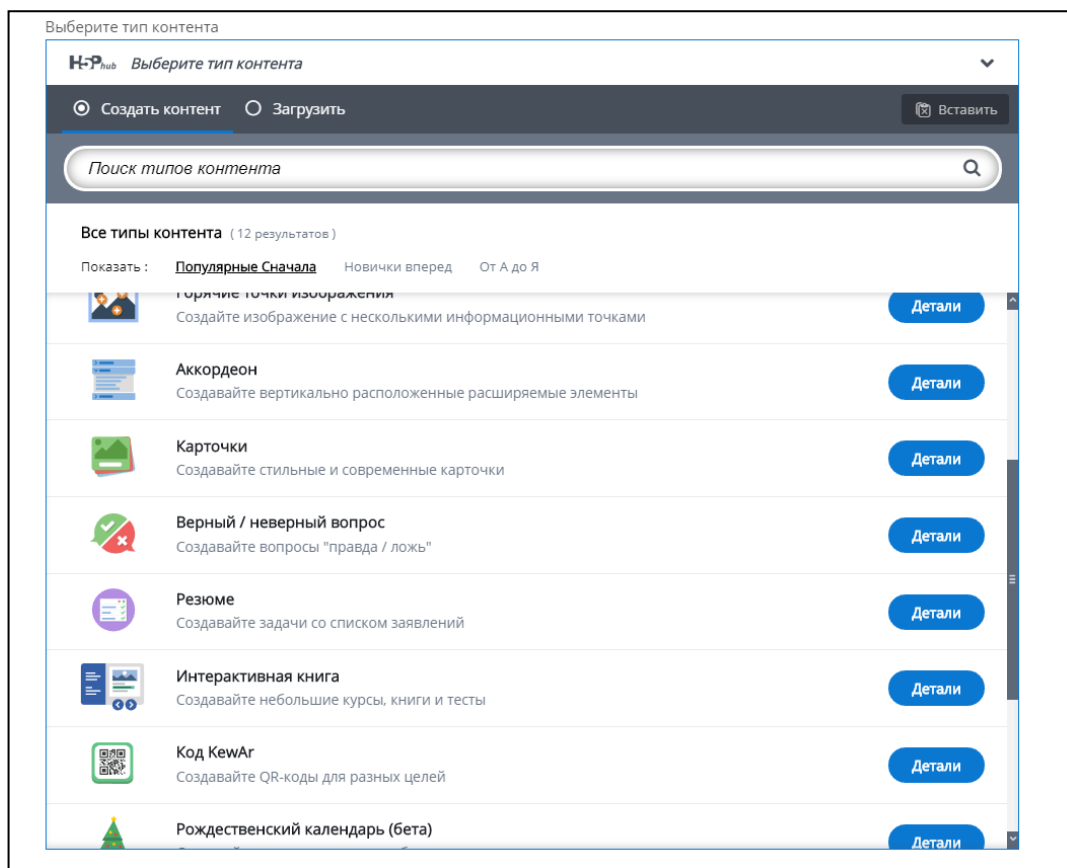 Выберите тип контента
H5Phub Выберите тип контента
Создать контент Загрузить Вставить
Поиск типов контента
Все типы контента ( 12 результатов )
Показать : Популярные Сначала Новички вперед От А до Я
Горячие точки изображения
Создайте изображение с несколькими информационными точками
Детали
Аккордеон
Создавайте вертикально расположенные расширяемые элементы
Детали
Карточки
Создавайте стильные и современные карточки
Детали
Верный / неверный вопрос
Создавайте вопросы "правда / ложь"
Детали
Резюме
Создавайте задачи со списком заявлений
Детали
Интерактивная книга
Создавайте небольшие курсы, книги и тесты
Детали
Код KewAr
Создавайте QR-коды для разных целей
Детали
Рождественский календарь (бета)
Детали